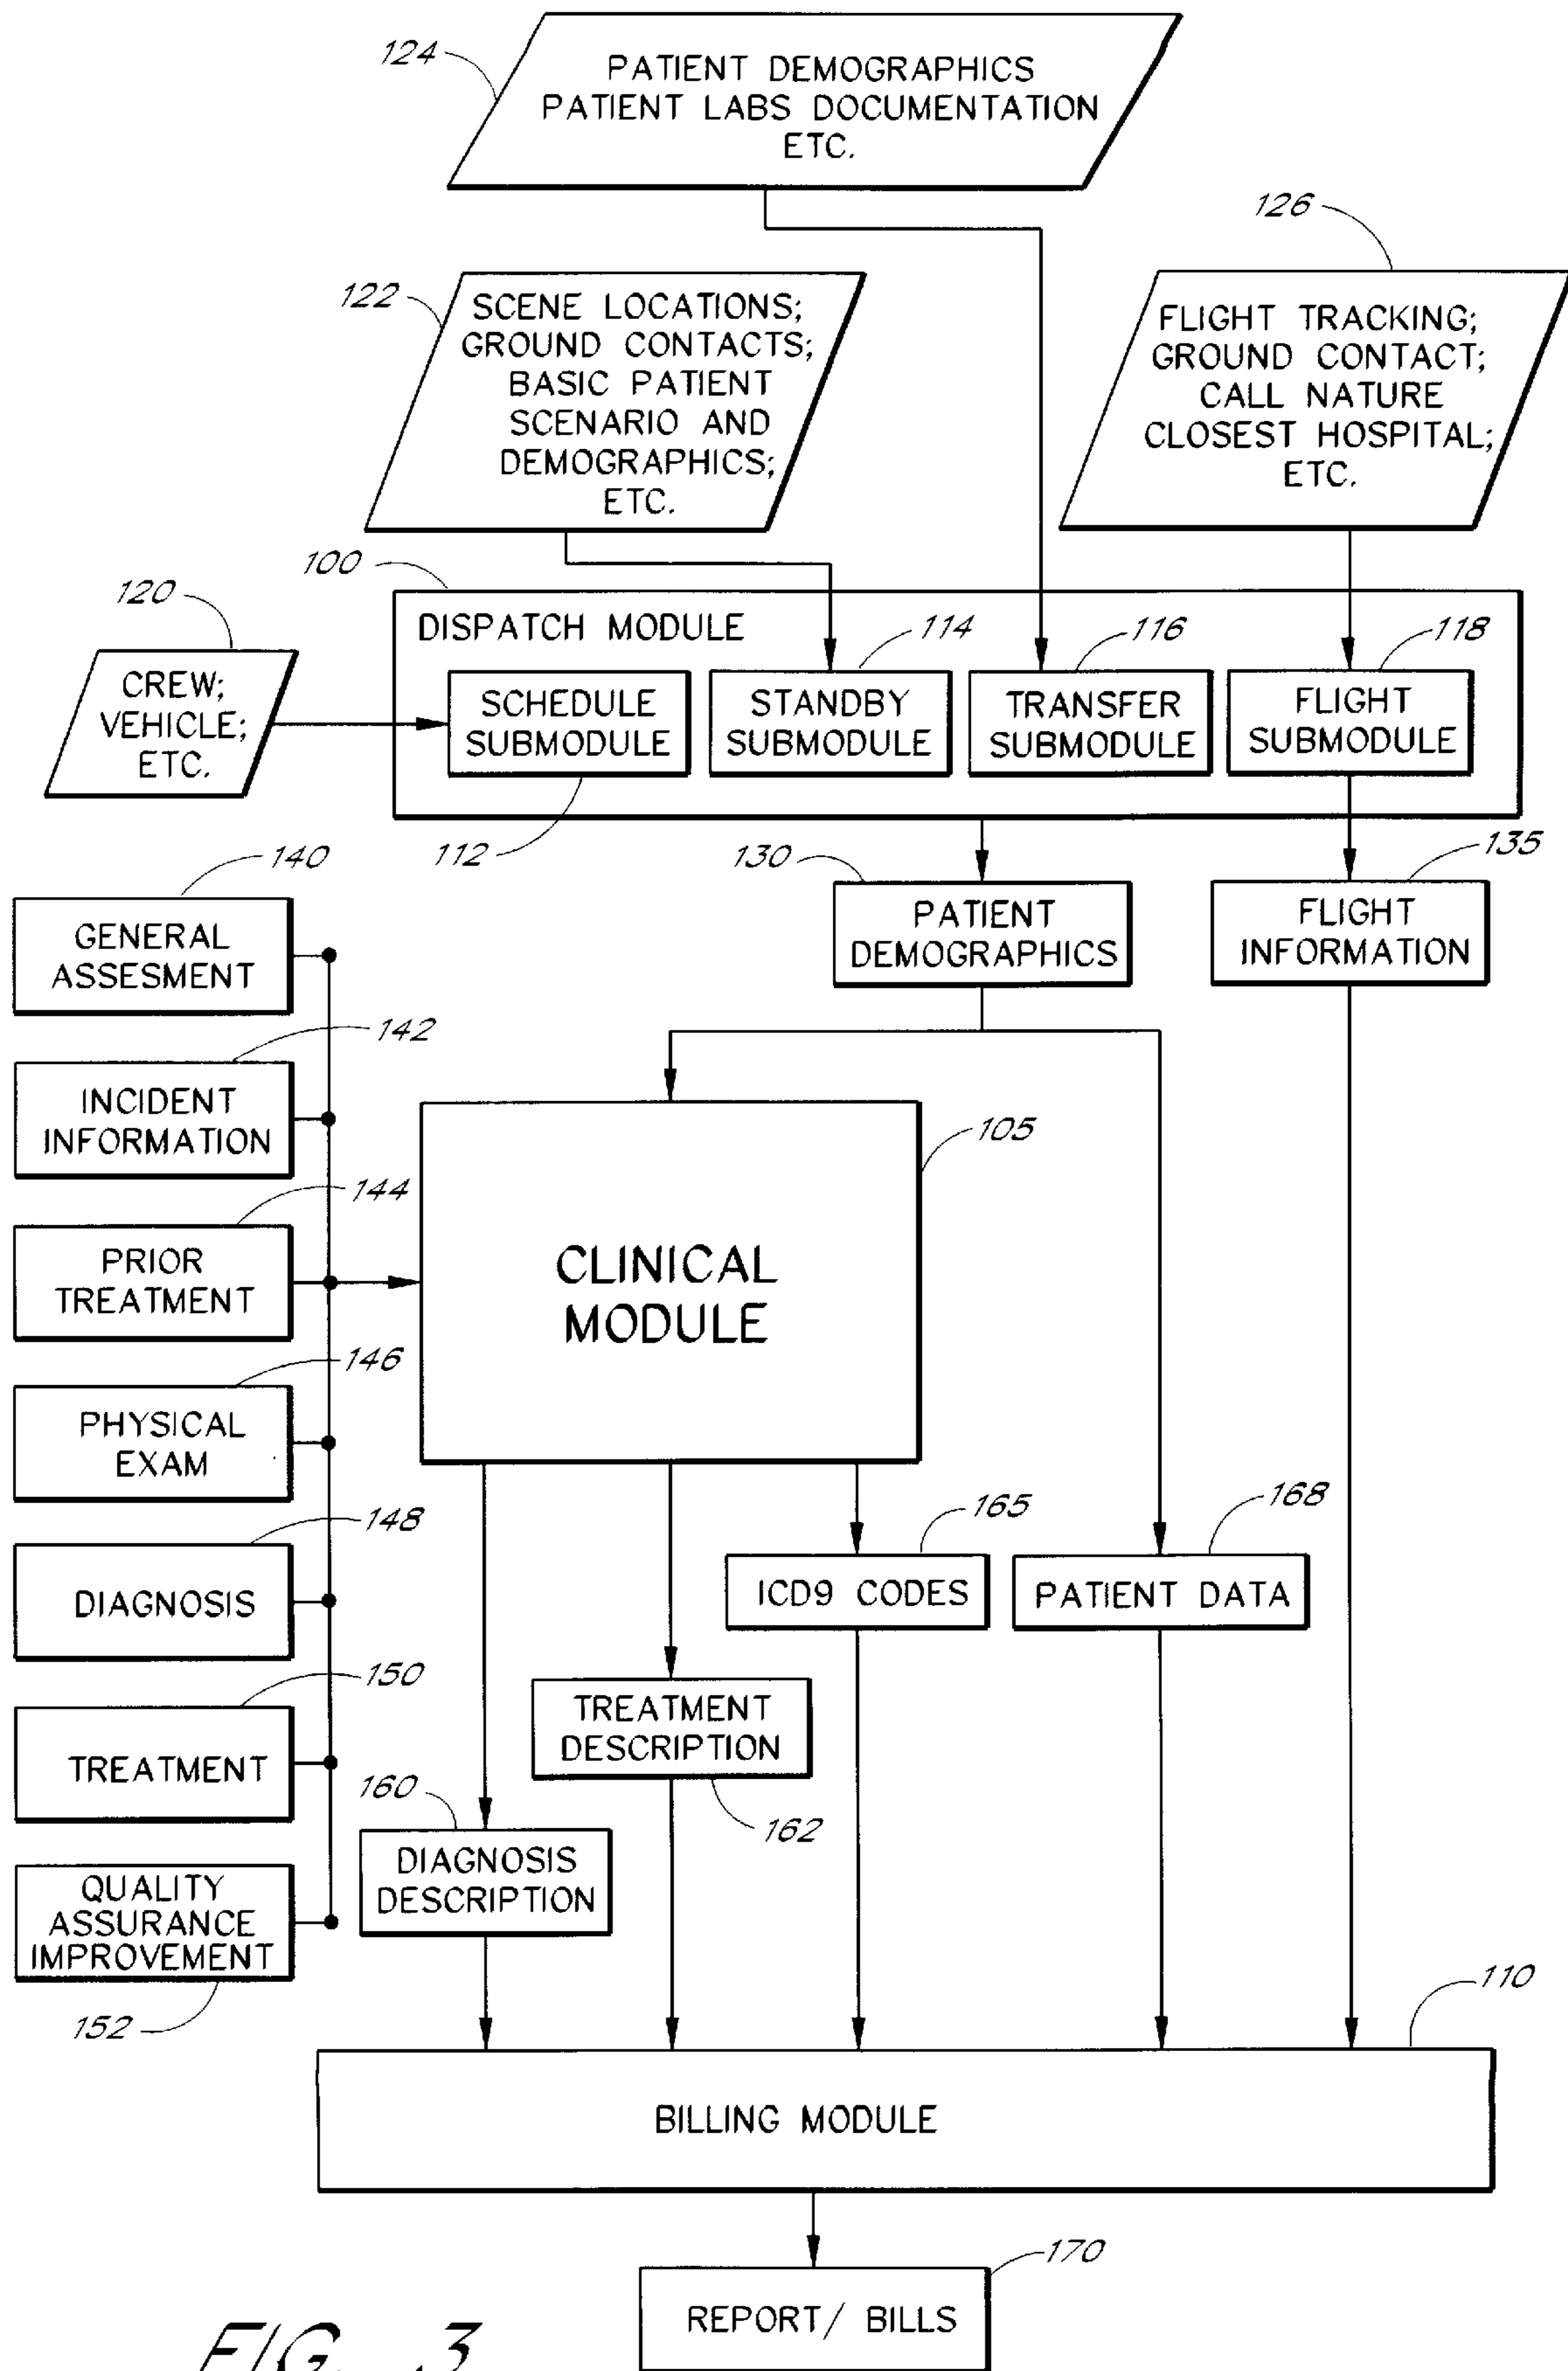 124
PATIENT DEMOGRAPHICS
PATIENT LABS DOCUMENTATION
ETC.
126
122
SCENE LOCATIONS;
GROUND CONTACTS;
BASIC PATIENT
SCENARIO AND
DEMOGRAPHICS;
ETC.
FLIGHT TRACKING;
GROUND CONTACT;
CALL NATURE
CLOSEST HOSPITAL;
ETC.
100
120
CREW;
VEHICLE;
ETC.
DISPATCH MODULE
114
116
118
SCHEDULE
SUBMODULE
STANDBY
SUBMODULE
TRANSFER
SUBMODULE
FLIGHT
SUBMODULE
112
130
135
PATIENT
DEMOGRAPHICS
FLIGHT
INFORMATION
140
GENERAL
ASSESMENT
142
INCIDENT
INFORMATION
144
PRIOR
TREATMENT
146
PHYSICAL
EXAM
148
DIAGNOSIS
150
TREATMENT
QUALITY
ASSURANCE
IMPROVEMENT
152
105
CLINICAL
MODULE
165
168
ICD9 CODES
PATIENT DATA
TREATMENT
DESCRIPTION
162
160
DIAGNOSIS
DESCRIPTION
110
BILLING MODULE
170
REPORT/ BILLS
FIG. 3